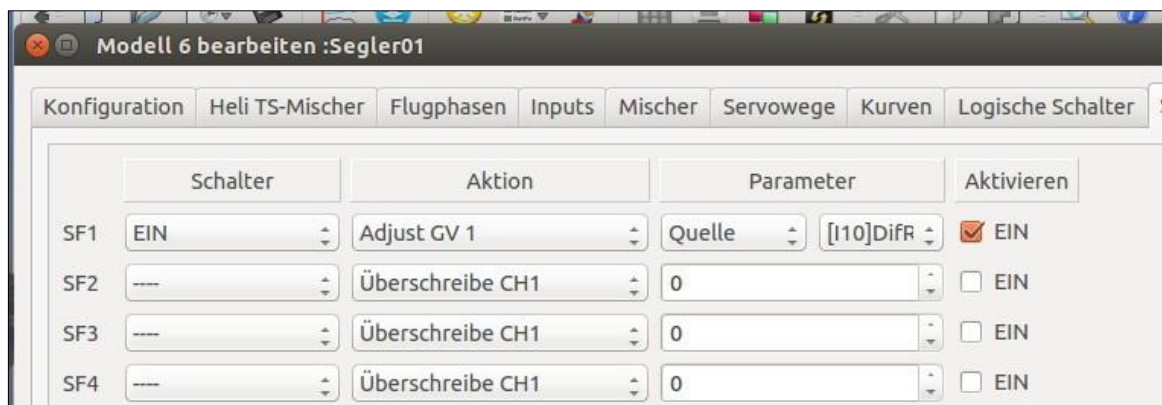 Modell 6 bearbeiten :Segler01
Konfiguration Heli TS-Mischer Flugphasen Inputs Mischer Servowege Kurven Logische Schalter
Schalter Aktion Parameter Aktivieren
SF1 EIN Adjust GV 1 Quelle [I10]DifR EIN
SF2 ---- Überschreibe CH1 0 EIN
SF3 ---- Überschreibe CH1 0 EIN
SF4 ---- Überschreibe CH1 0 EIN